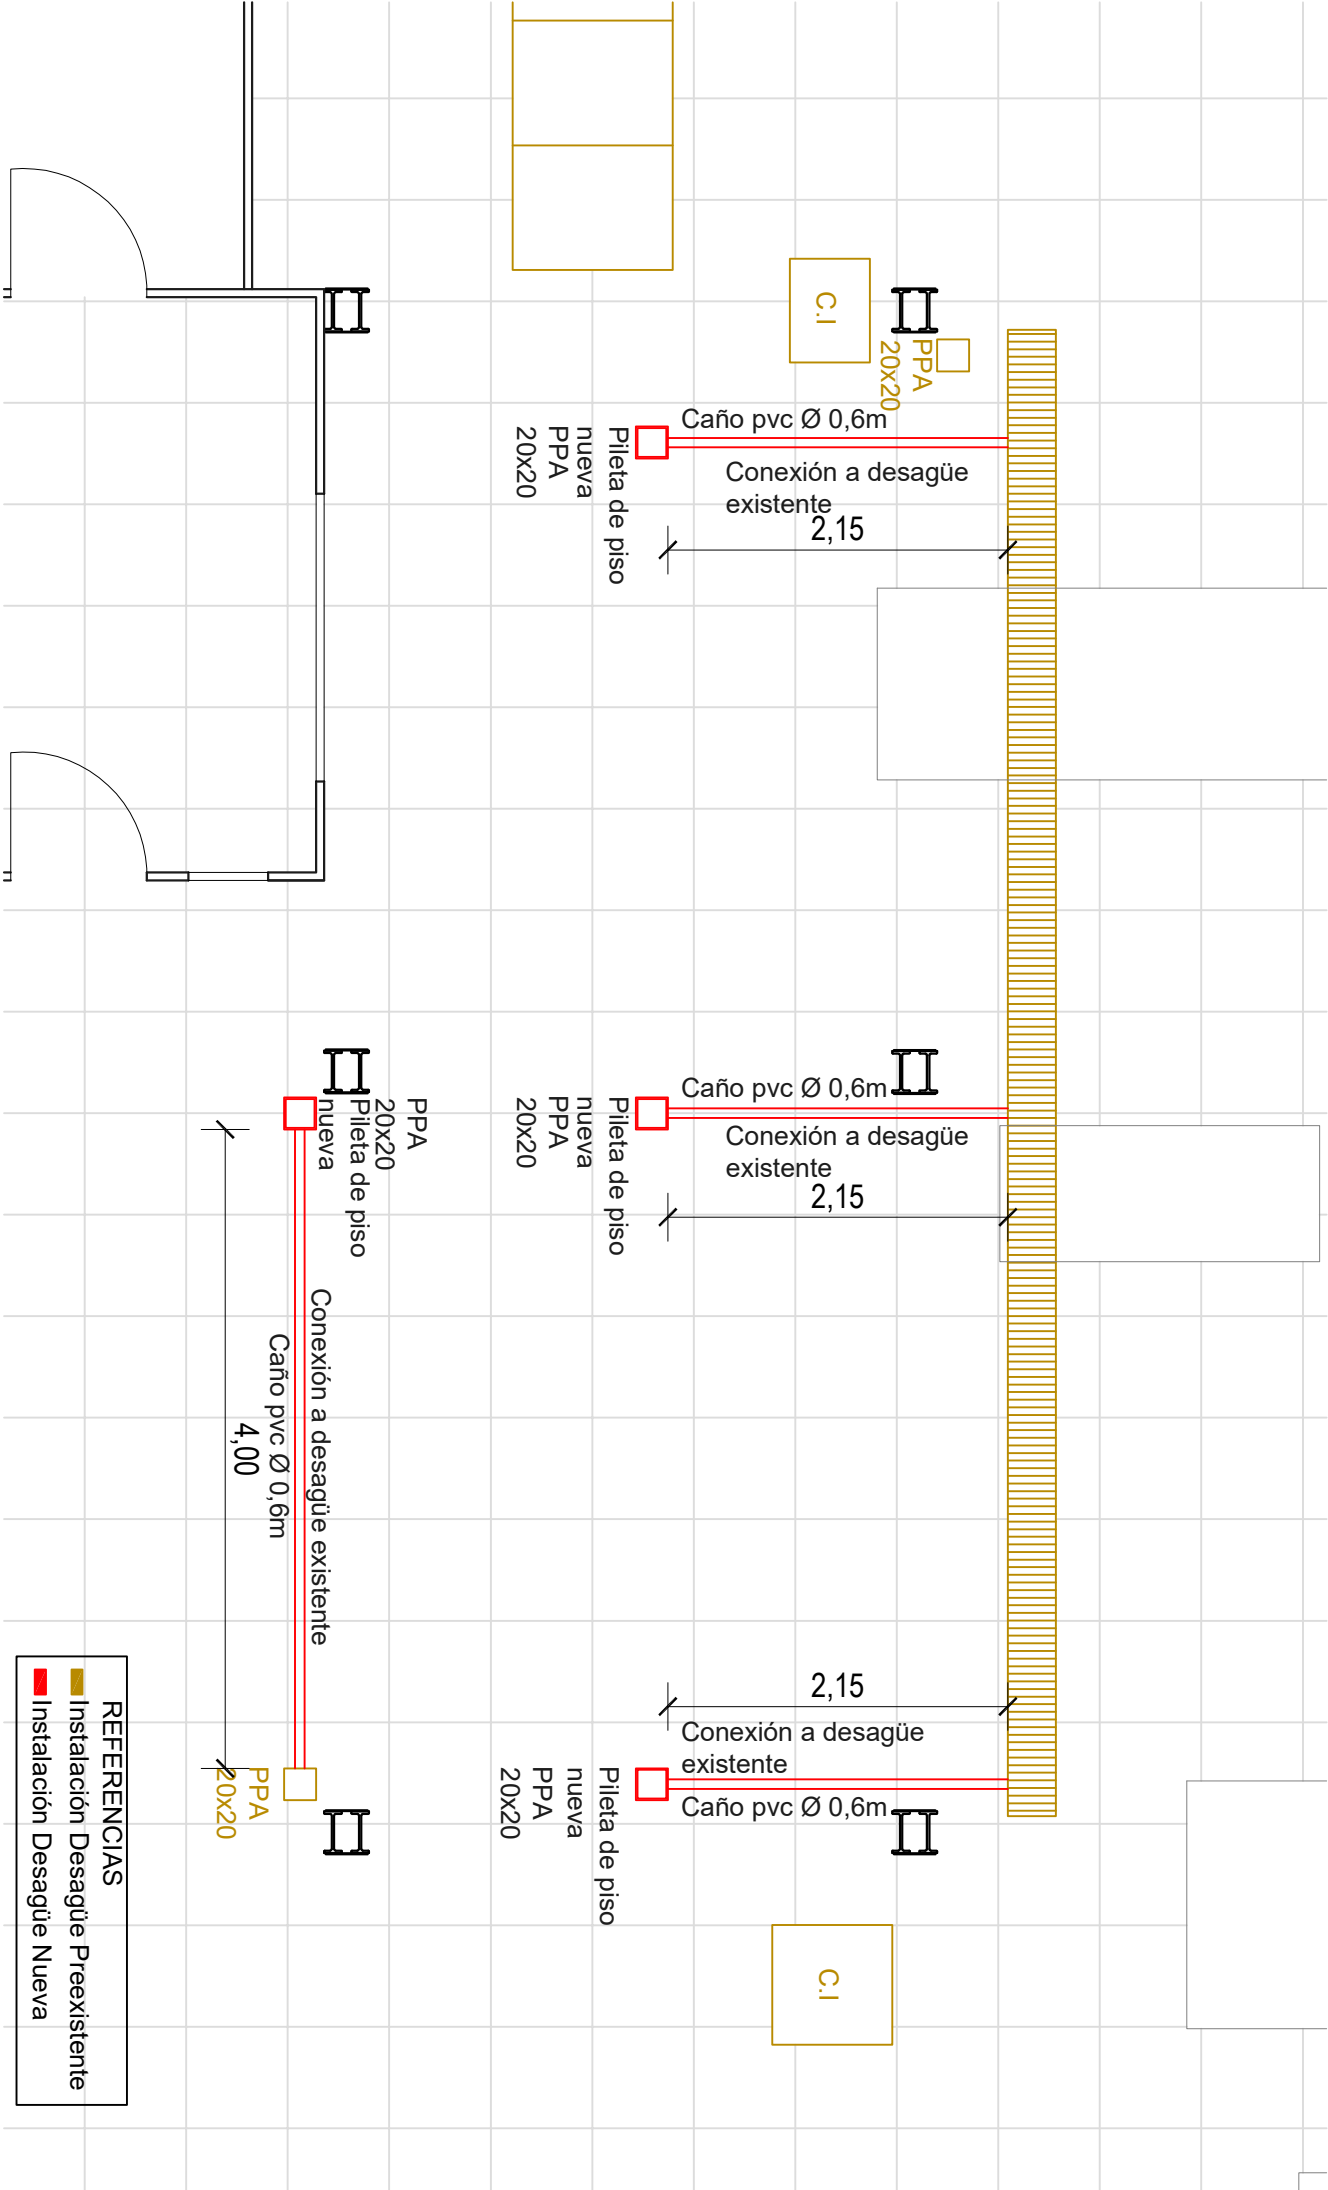 C.I
PPA
20x20
Caño pvc Ø 0,6m
Pileta de piso
nueva
PPA
20x20
Conexión a desagüe
existente
2,15
Caño pvc Ø 0,6m
Pileta de piso
nueva
PPA
20x20
Conexión a desagüe
existente
2,15
PPA
20x20
Pileta de piso
nueva
Conexión a desagüe existente
Caño pvc Ø 0,6m
4,00
2,15
Conexión a desagüe
existente
Caño pvc Ø 0,6m
Pileta de piso
nueva
PPA
20x20
PPA
20x20
C.I
REFERENCIAS
Instalación Desagüe Preexistente
Instalación Desagüe Nueva